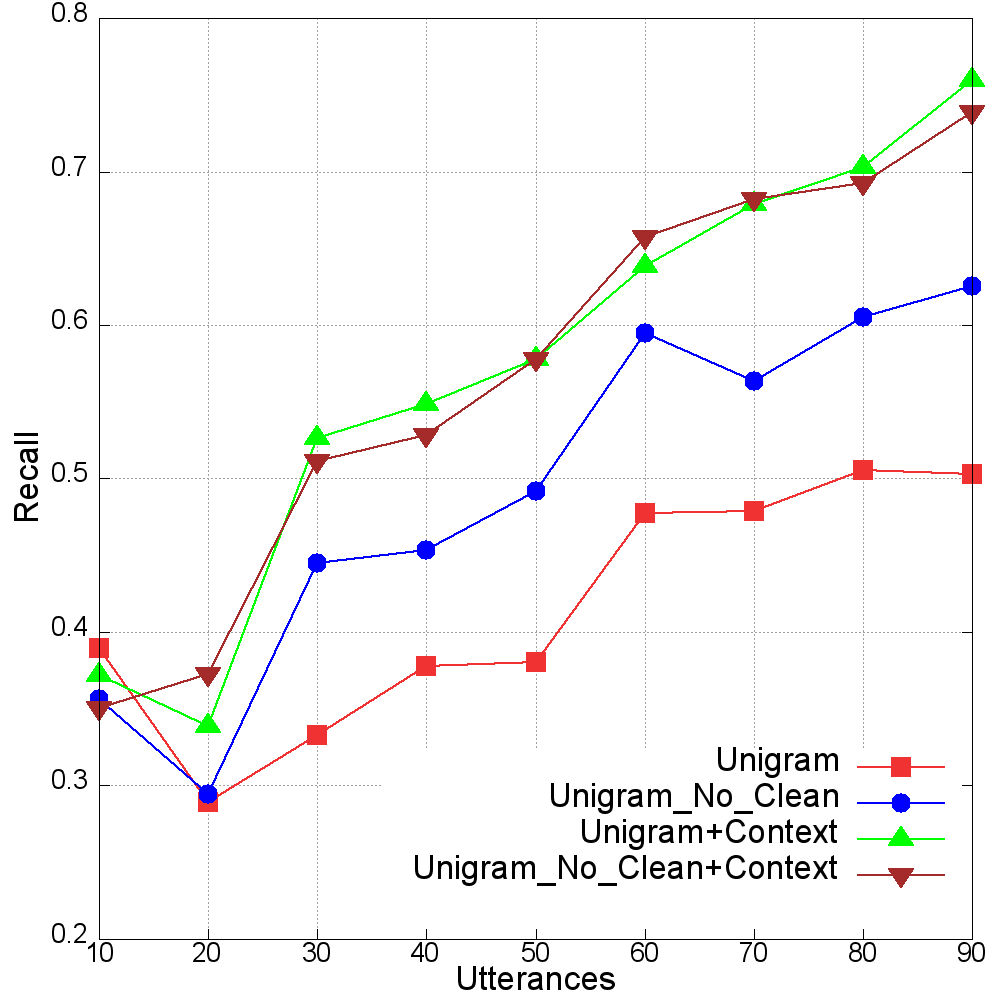 0.8
0.7
0.6
0.5
0.4
0.3
0.2
Recall
Unigram
Unigram_No_Clean
Unigram+Context
Unigram_No_Clean+Context
10 20 30 40 50 60 70 80 90
Utterances